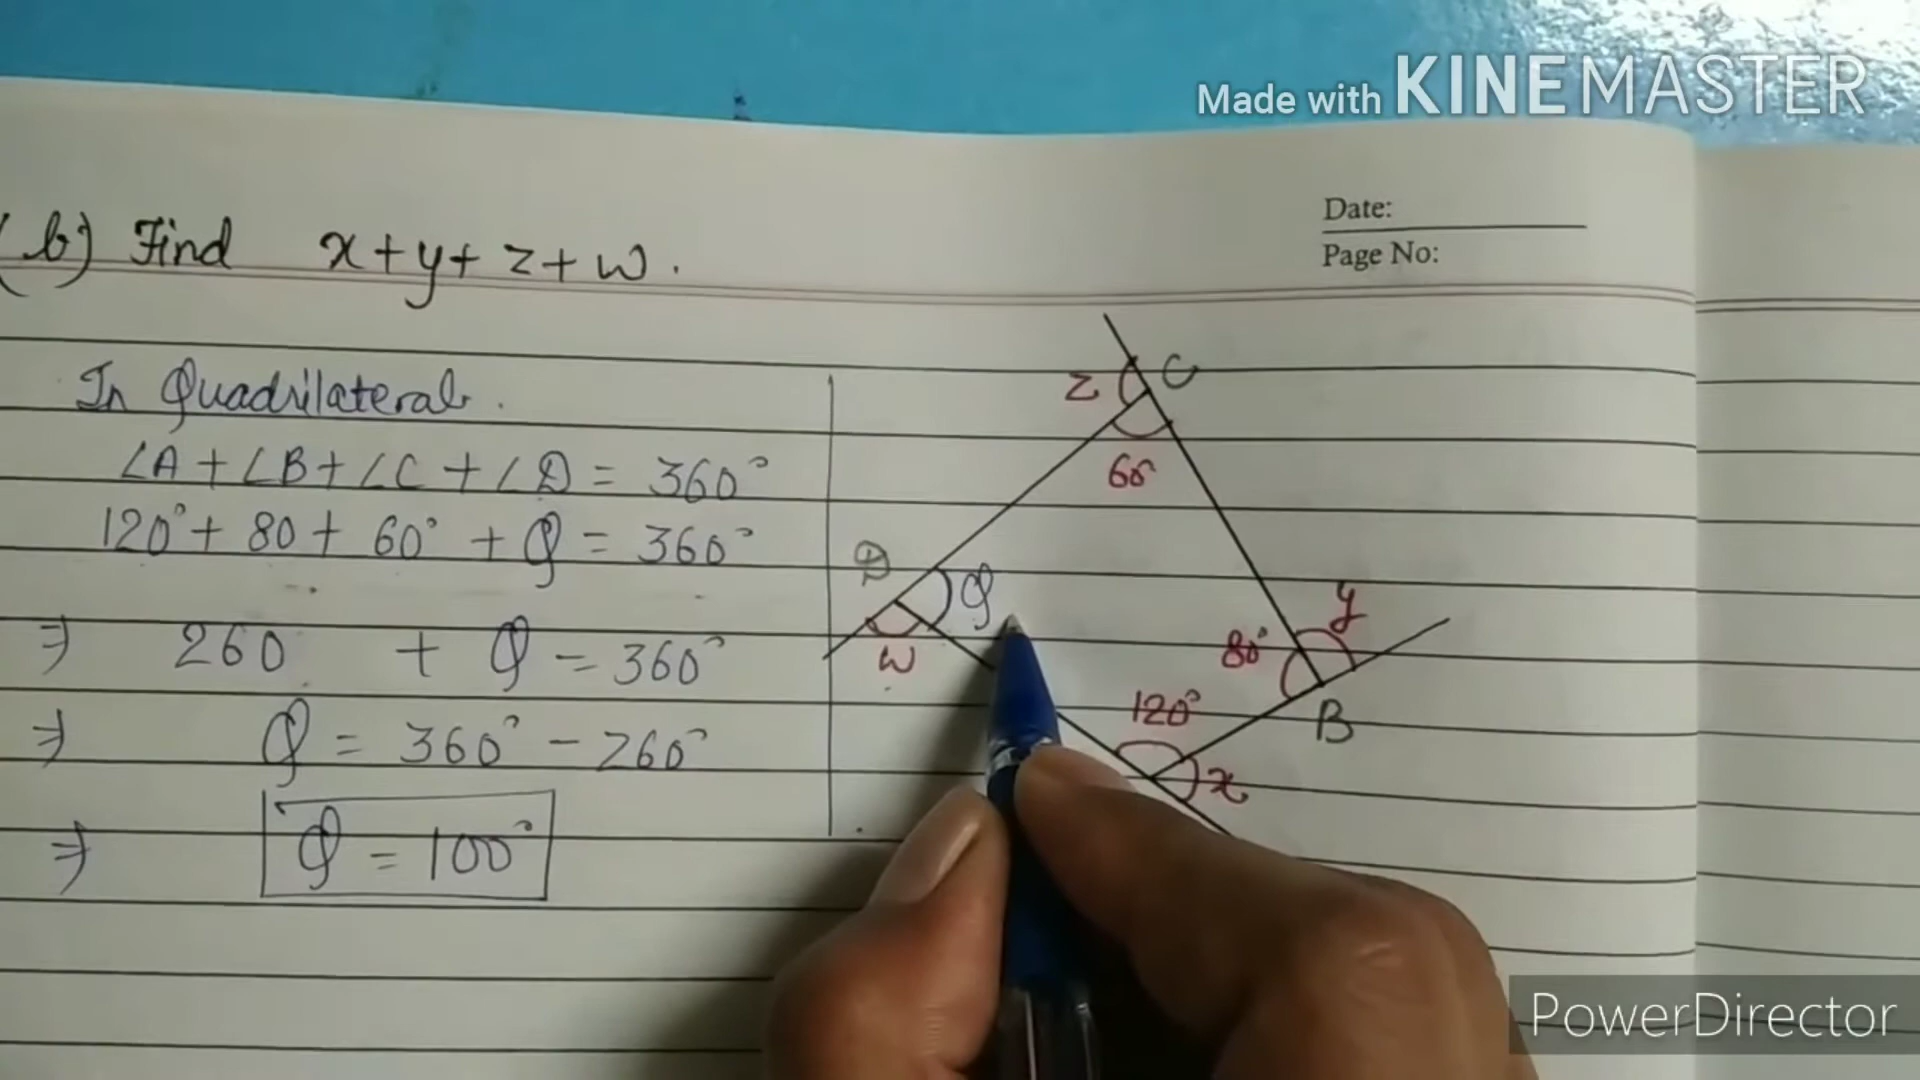 Made with KINEMASTER
Date:
Page No:
(b) Find x+y+z+w.
In Quadrilateral.
∠A+∠B+∠C+∠D = 360°
120°+ 80 + 60° + Q = 360°
⇒ 260 + Q = 360°
⇒ Q = 360° - 260°
⇒ Q = 100°
z C
60°
D Q
w
y
80°
B
120°
x
PowerDirector